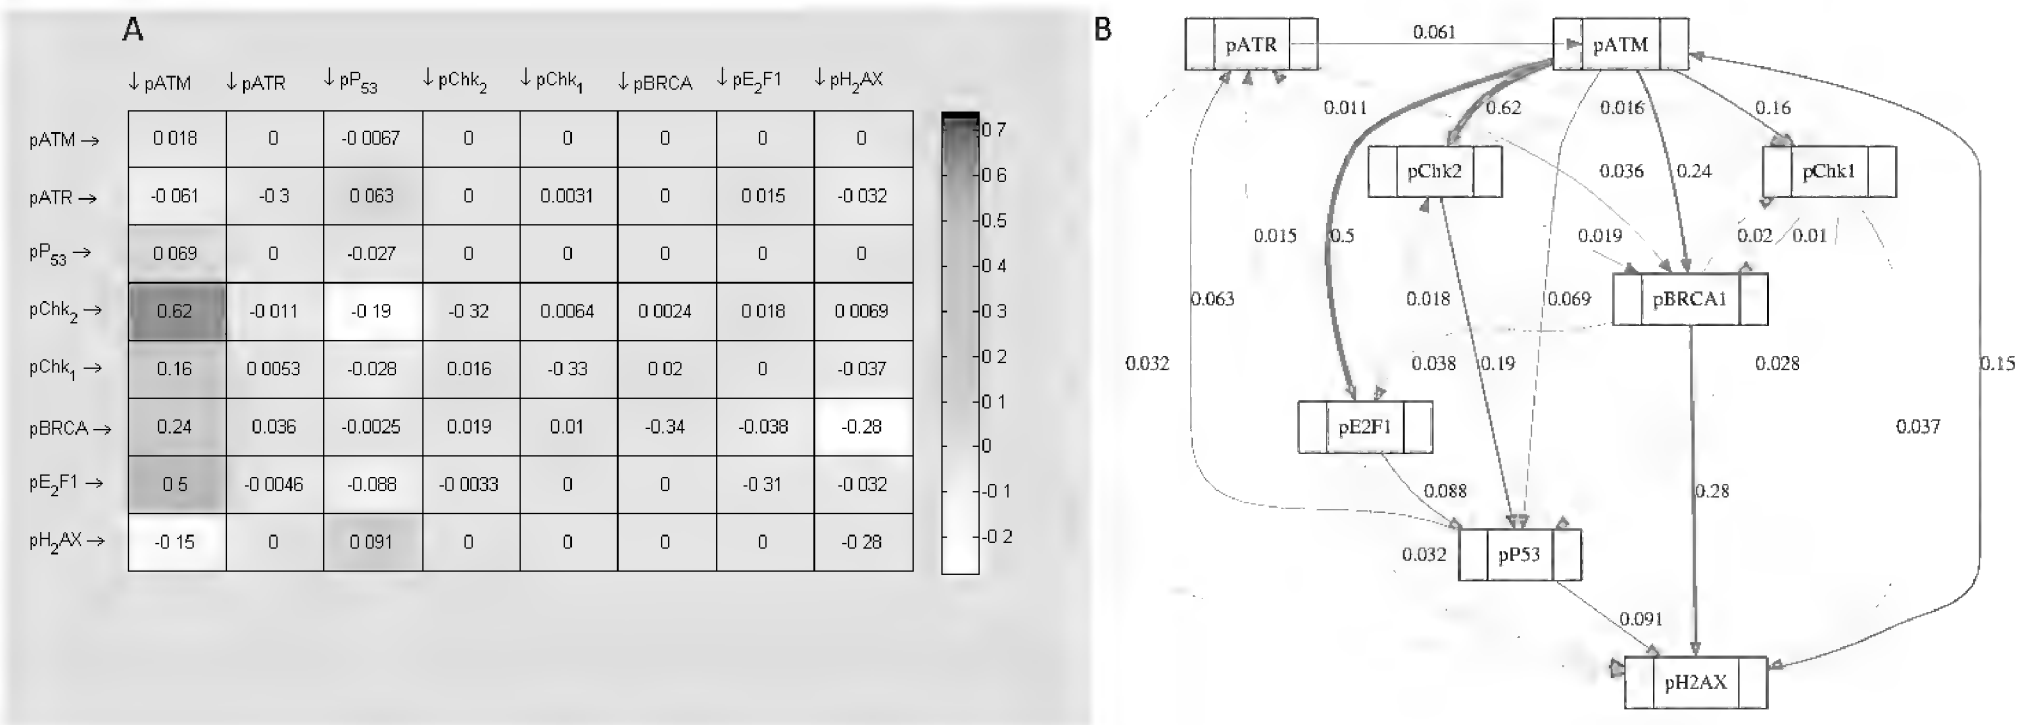 A
↓ pATM ↓ pATR ↓ pP53 ↓ pChk2 ↓ pChk1 ↓ pBRCA ↓ pE2F1 ↓ pH2AX
pATM → 0 018 0 -0 0067 0 0 0 0 0
pATR → -0 061 -0 3 0 063 0 0.0031 0 0 015 -0 032
pP53 → 0 069 0 -0.027 0 0 0 0 0
pChk2 → 0.62 -0 011 -0 19 -0 32 0.0064 0 0024 0 018 0 0069
pChk1 → 0.16 0 0053 -0.028 0.016 -0 33 0 02 0 -0 037
pBRCA → 0.24 0.036 -0.0025 0.019 0.01 -0.34 -0.038 -0.28
pE2F1 → 0 5 -0 0046 -0.088 -0 0033 0 0 -0 31 -0 032
pH2AX → -0 15 0 0 091 0 0 0 0 -0 28
0 7
0 6
0.5
0 4
0.3
0 2
0 1
0
-0 1
-0 2
B
pATR 0.061 pATM
0.011 0.62 0.016 0.16
pChk2 0.036 0.24 pChk1
0.015 0.5 0.019 0.02 0.01
0.063 0.018 0.069 pBRCA1
0.032 0.038 0.19 0.028 0.15
pE2F1 0.037
0.088 0.28
0.032 pP53
0.091
pH2AX